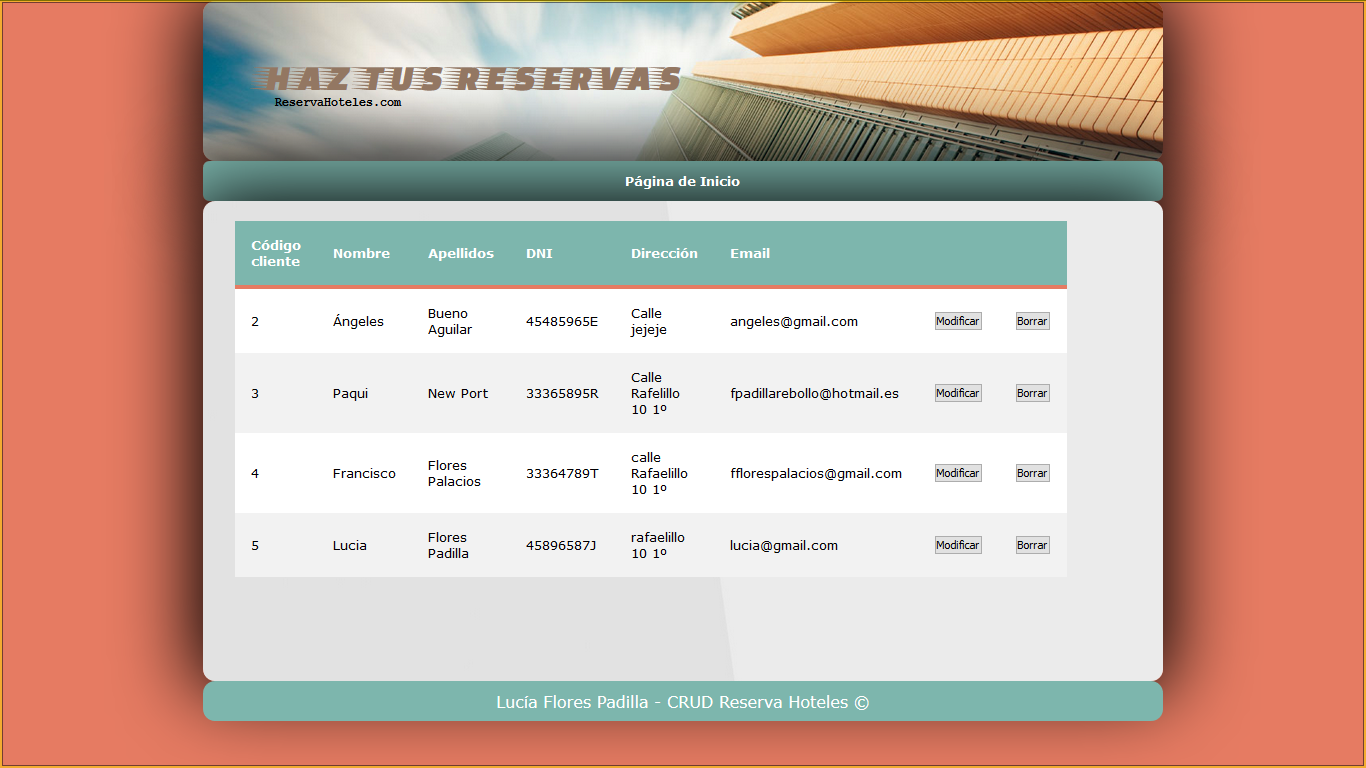 HAZ TUS RESERVAS
ReservaHoteles.com
Página de Inicio
Código cliente Nombre Apellidos DNI Dirección Email
2 Ángeles Bueno Aguilar 45485965E Calle jejeje angeles@gmail.com Modificar Borrar
3 Paqui New Port 33365895R Calle Rafelillo 10 1º fpadillarebollo@hotmail.es Modificar Borrar
4 Francisco Flores Palacios 33364789T calle Rafaelillo 10 1º fflorespalacios@gmail.com Modificar Borrar
5 Lucia Flores Padilla 45896587J rafaelillo 10 1º lucia@gmail.com Modificar Borrar
Lucía Flores Padilla - CRUD Reserva Hoteles ©